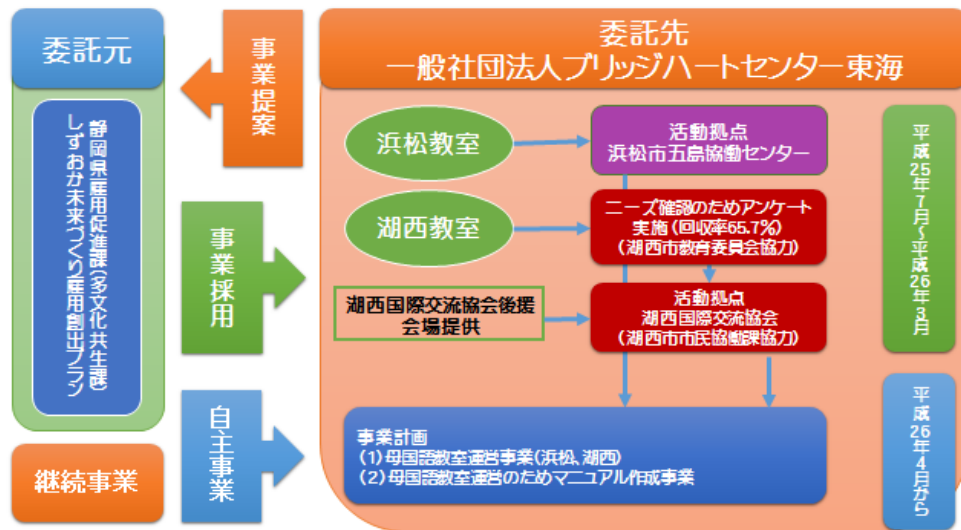 委託元
静岡県雇用促進課(多文化共生課)
しずおか未来づくり雇用創出プラン
継続事業
事業提案
事業採用
自主事業
委託先
一般社団法人ブリッジハートセンター東海
浜松教室
活動拠点
浜松市五島協働センター
湖西教室
ニーズ確認のためアンケート
実施(回収率65.7%)
(湖西市教育委員会協力)
湖西国際交流協会後援
会場提供
活動拠点
湖西国際交流協会
(湖西市市民協働課協力)
事業計画
(1)母国語教室運営事業(浜松、湖西)
(2)母国語教室運営のためマニュアル作成事業
平成25年7月~平成26年3月
平成26年4月から